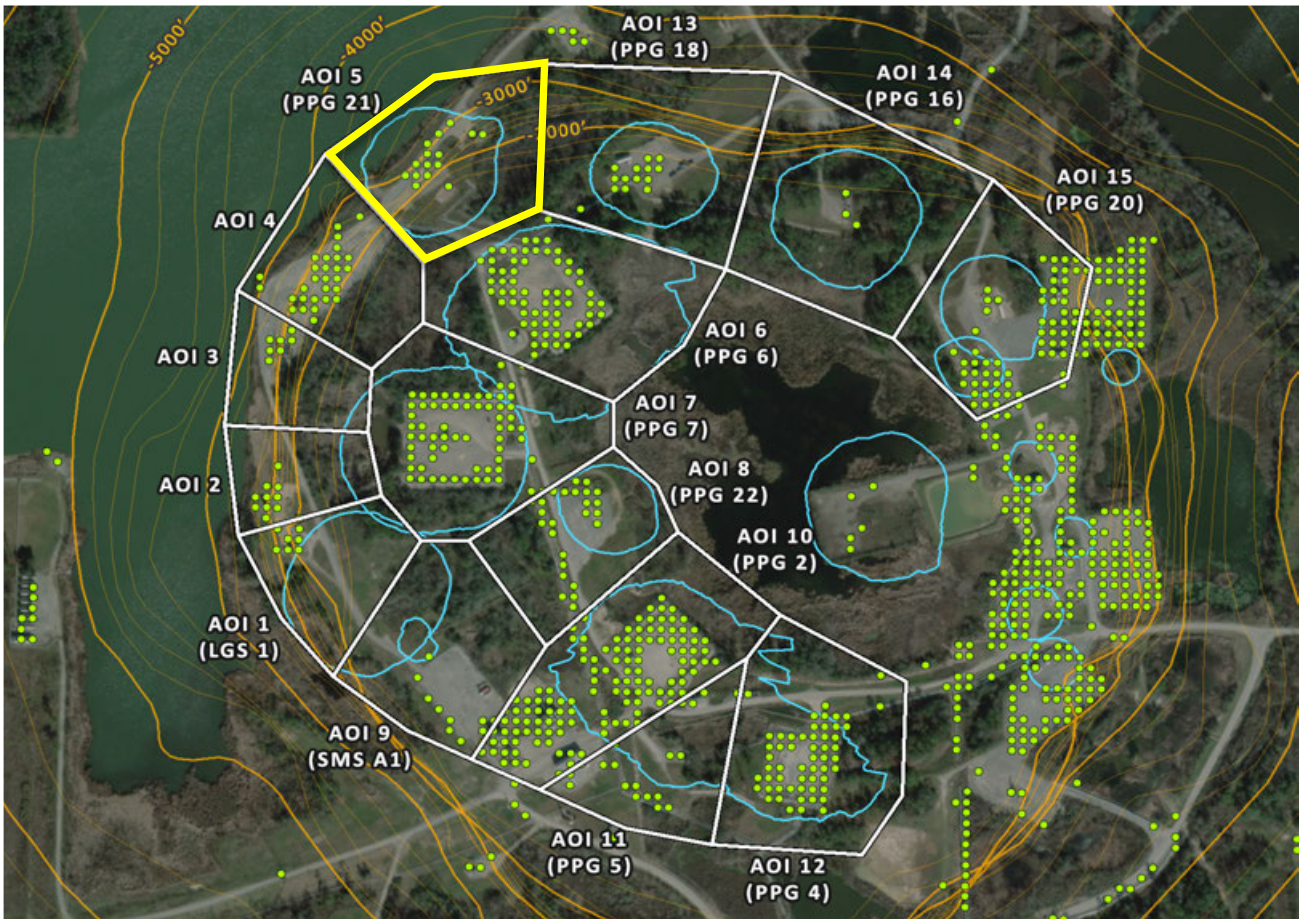 -5000'
-4000'
AOI 13
(PPG 18)
AOI 5
(PPG 21)
AOI 14
(PPG 16)
-3000'
-2000'
AOI 15
(PPG 20)
AOI 4
AOI 6
(PPG 6)
AOI 3
AOI 7
(PPG 7)
AOI 8
(PPG 22)
AOI 2
AOI 10
(PPG 2)
AOI 1
(LGS 1)
AOI 9
(SMS A1)
AOI 11
(PPG 5)
AOI 12
(PPG 4)